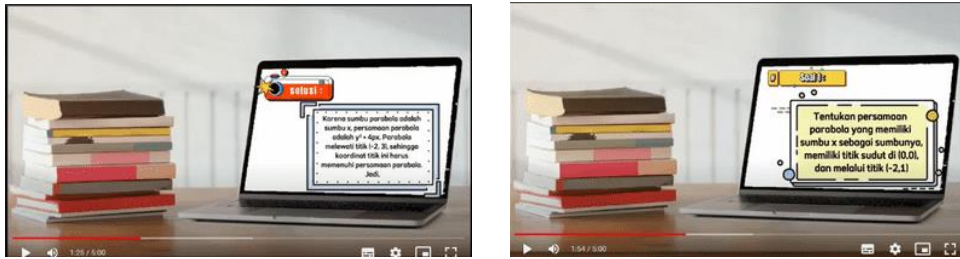 solusi :
Karena sumbu parabola adalah
sumbu x, persamaan parabola
adalah y² = 4px. Parabola
melewati titik (-2, 3), sehingga
koordinat titik ini harus
memenuhi persamaan parabola.
Jadi,
1:25 / 5:00
Soal 1:
Tentukan persamaan
parabola yang memiliki
sumbu x sebagai sumbunya,
memiliki titik sudut di (0,0),
dan melalui titik (-2,1)
1:54 / 5:00